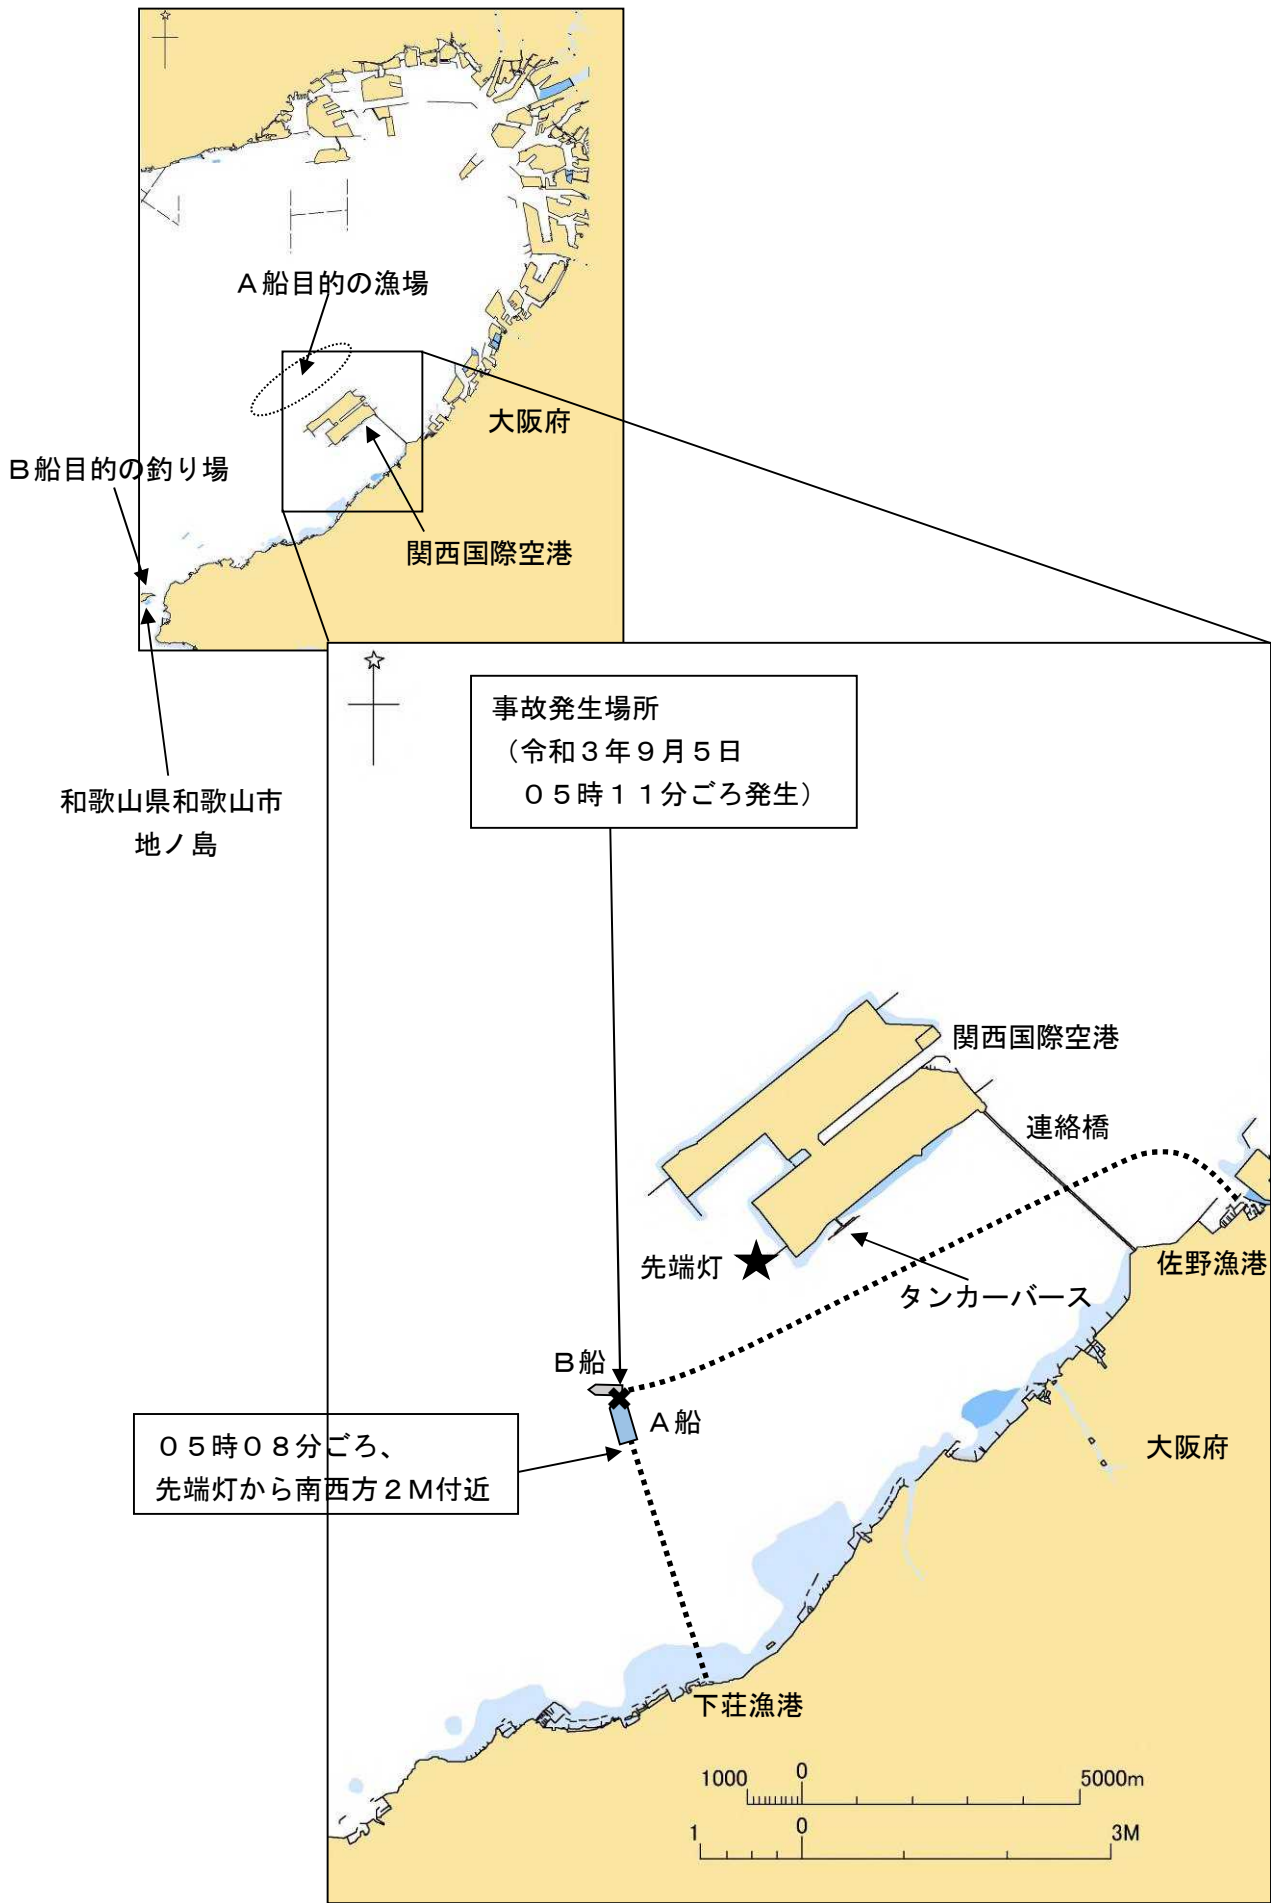 A船目的の漁場
大阪府
B船目的の釣り場
関西国際空港
和歌山県和歌山市
地ノ島
事故発生場所
(令和3年9月5日
05時11分ごろ発生)
関西国際空港
連絡橋
佐野漁港
先端灯
タンカーバース
B船
A船
05時08分ごろ、
先端灯から南西方2M付近
大阪府
下荘漁港
1000 0 5000m
1 0 3M